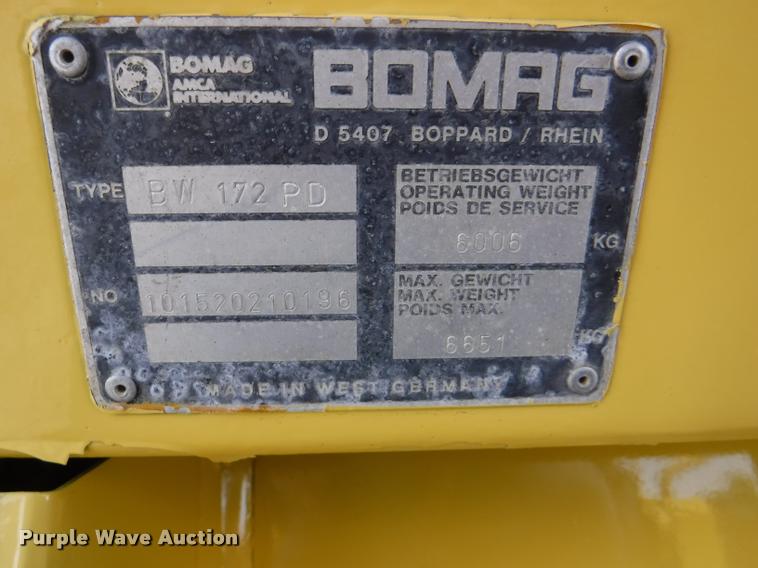 BOMAG
AMCA
INTERNATIONAL
BOMAG
D 5407 BOPPARD / RHEIN
TYPE BW 172 PD
BETRIEBSGEWICHT
OPERATING WEIGHT
POIDS DE SERVICE
6006 KG
NO 101520210196
MAX. GEWICHT
MAX. WEIGHT
POIDS MAX.
6651 KG
MADE IN WEST GERMANY
Purple Wave Auction